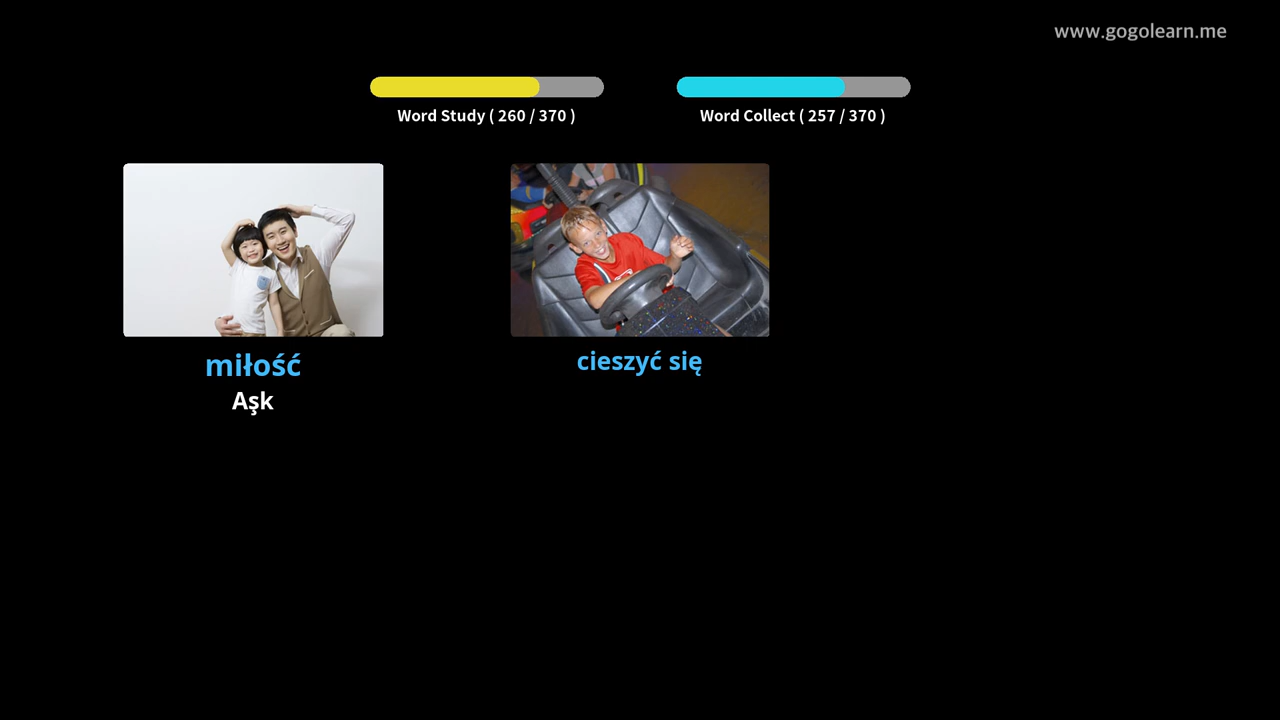 www.gogolearn.me
Word Study ( 260 / 370 )
Word Collect ( 257 / 370 )
miłość
Aşk
cieszyć się